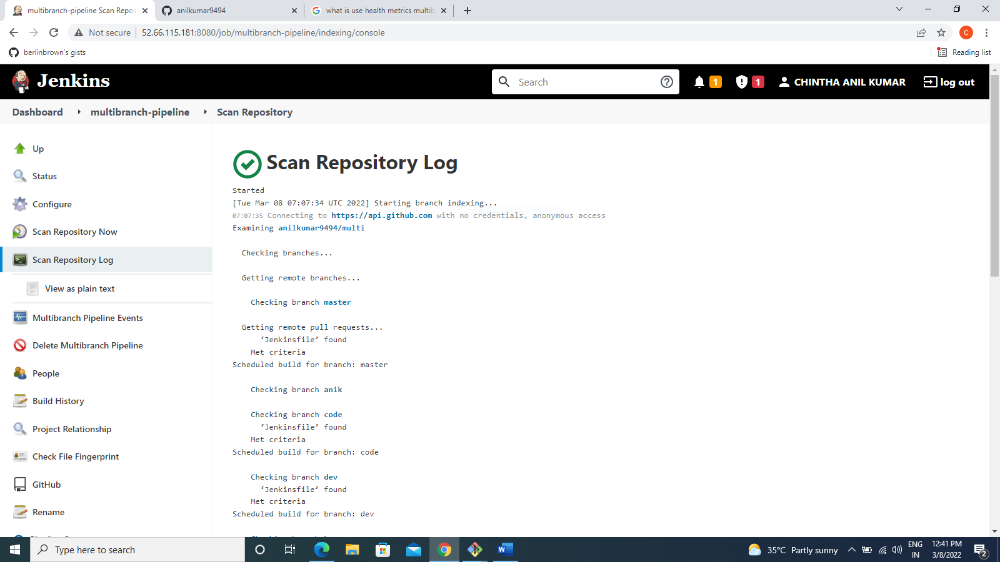 multibranch-pipeline Scan Repos
anilkumar9494
what is use health metrics multib
Not secure
52.66.115.181:8080/job/multibranch-pipeline/indexing/console
C
berlinbrown's gists
Reading list
Jenkins
Search
1
1
CHINTHA ANIL KUMAR
log out
Dashboard
multibranch-pipeline
Scan Repository
Up
Status
Configure
Scan Repository Now
Scan Repository Log
View as plain text
Multibranch Pipeline Events
Delete Multibranch Pipeline
People
Build History
Project Relationship
Check File Fingerprint
GitHub
Rename
Scan Repository Log
Started
[Tue Mar 08 07:07:34 UTC 2022] Starting branch indexing...
07:07:35 Connecting to https://api.github.com with no credentials, anonymous access
Examining anilkumar9494/multi
Checking branches...
Getting remote branches...
Checking branch master
Getting remote pull requests...
‘Jenkinsfile’ found
Met criteria
Scheduled build for branch: master
Checking branch anik
Checking branch code
‘Jenkinsfile’ found
Met criteria
Scheduled build for branch: code
Checking branch dev
‘Jenkinsfile’ found
Met criteria
Scheduled build for branch: dev
Type here to search
35°C Partly sunny
ENG
IN
12:41 PM
3/8/2022
2